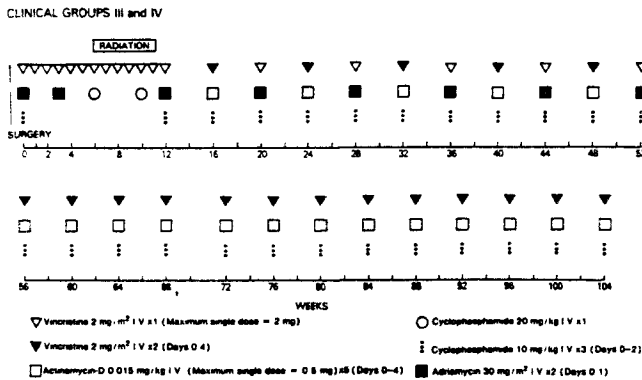 CLINICAL GROUPS III and IV
RADIATION
SURGERY
0 2 4 6 8 10 12 16 20 24 28 32 36 40 44 48 52
56 60 64 68 72 76 80 84 88 92 96 100 104
WEEKS
Vincristine 2 mg/m² I V x1 (Maximum single dose = 2 mg)
Cyclophosphamide 20 mg/kg I V x1
Vincristine 2 mg/m² I V x2 (Days 0 4)
Cyclophosphamide 10 mg/kg I V x3 (Days 0-2)
Actinomycin-D 0 015 mg/kg I V (Maximum single dose = 0 5 mg) x5 (Days 0-4)
Adriamycin 30 mg/m² I V x2 (Days 0 1)